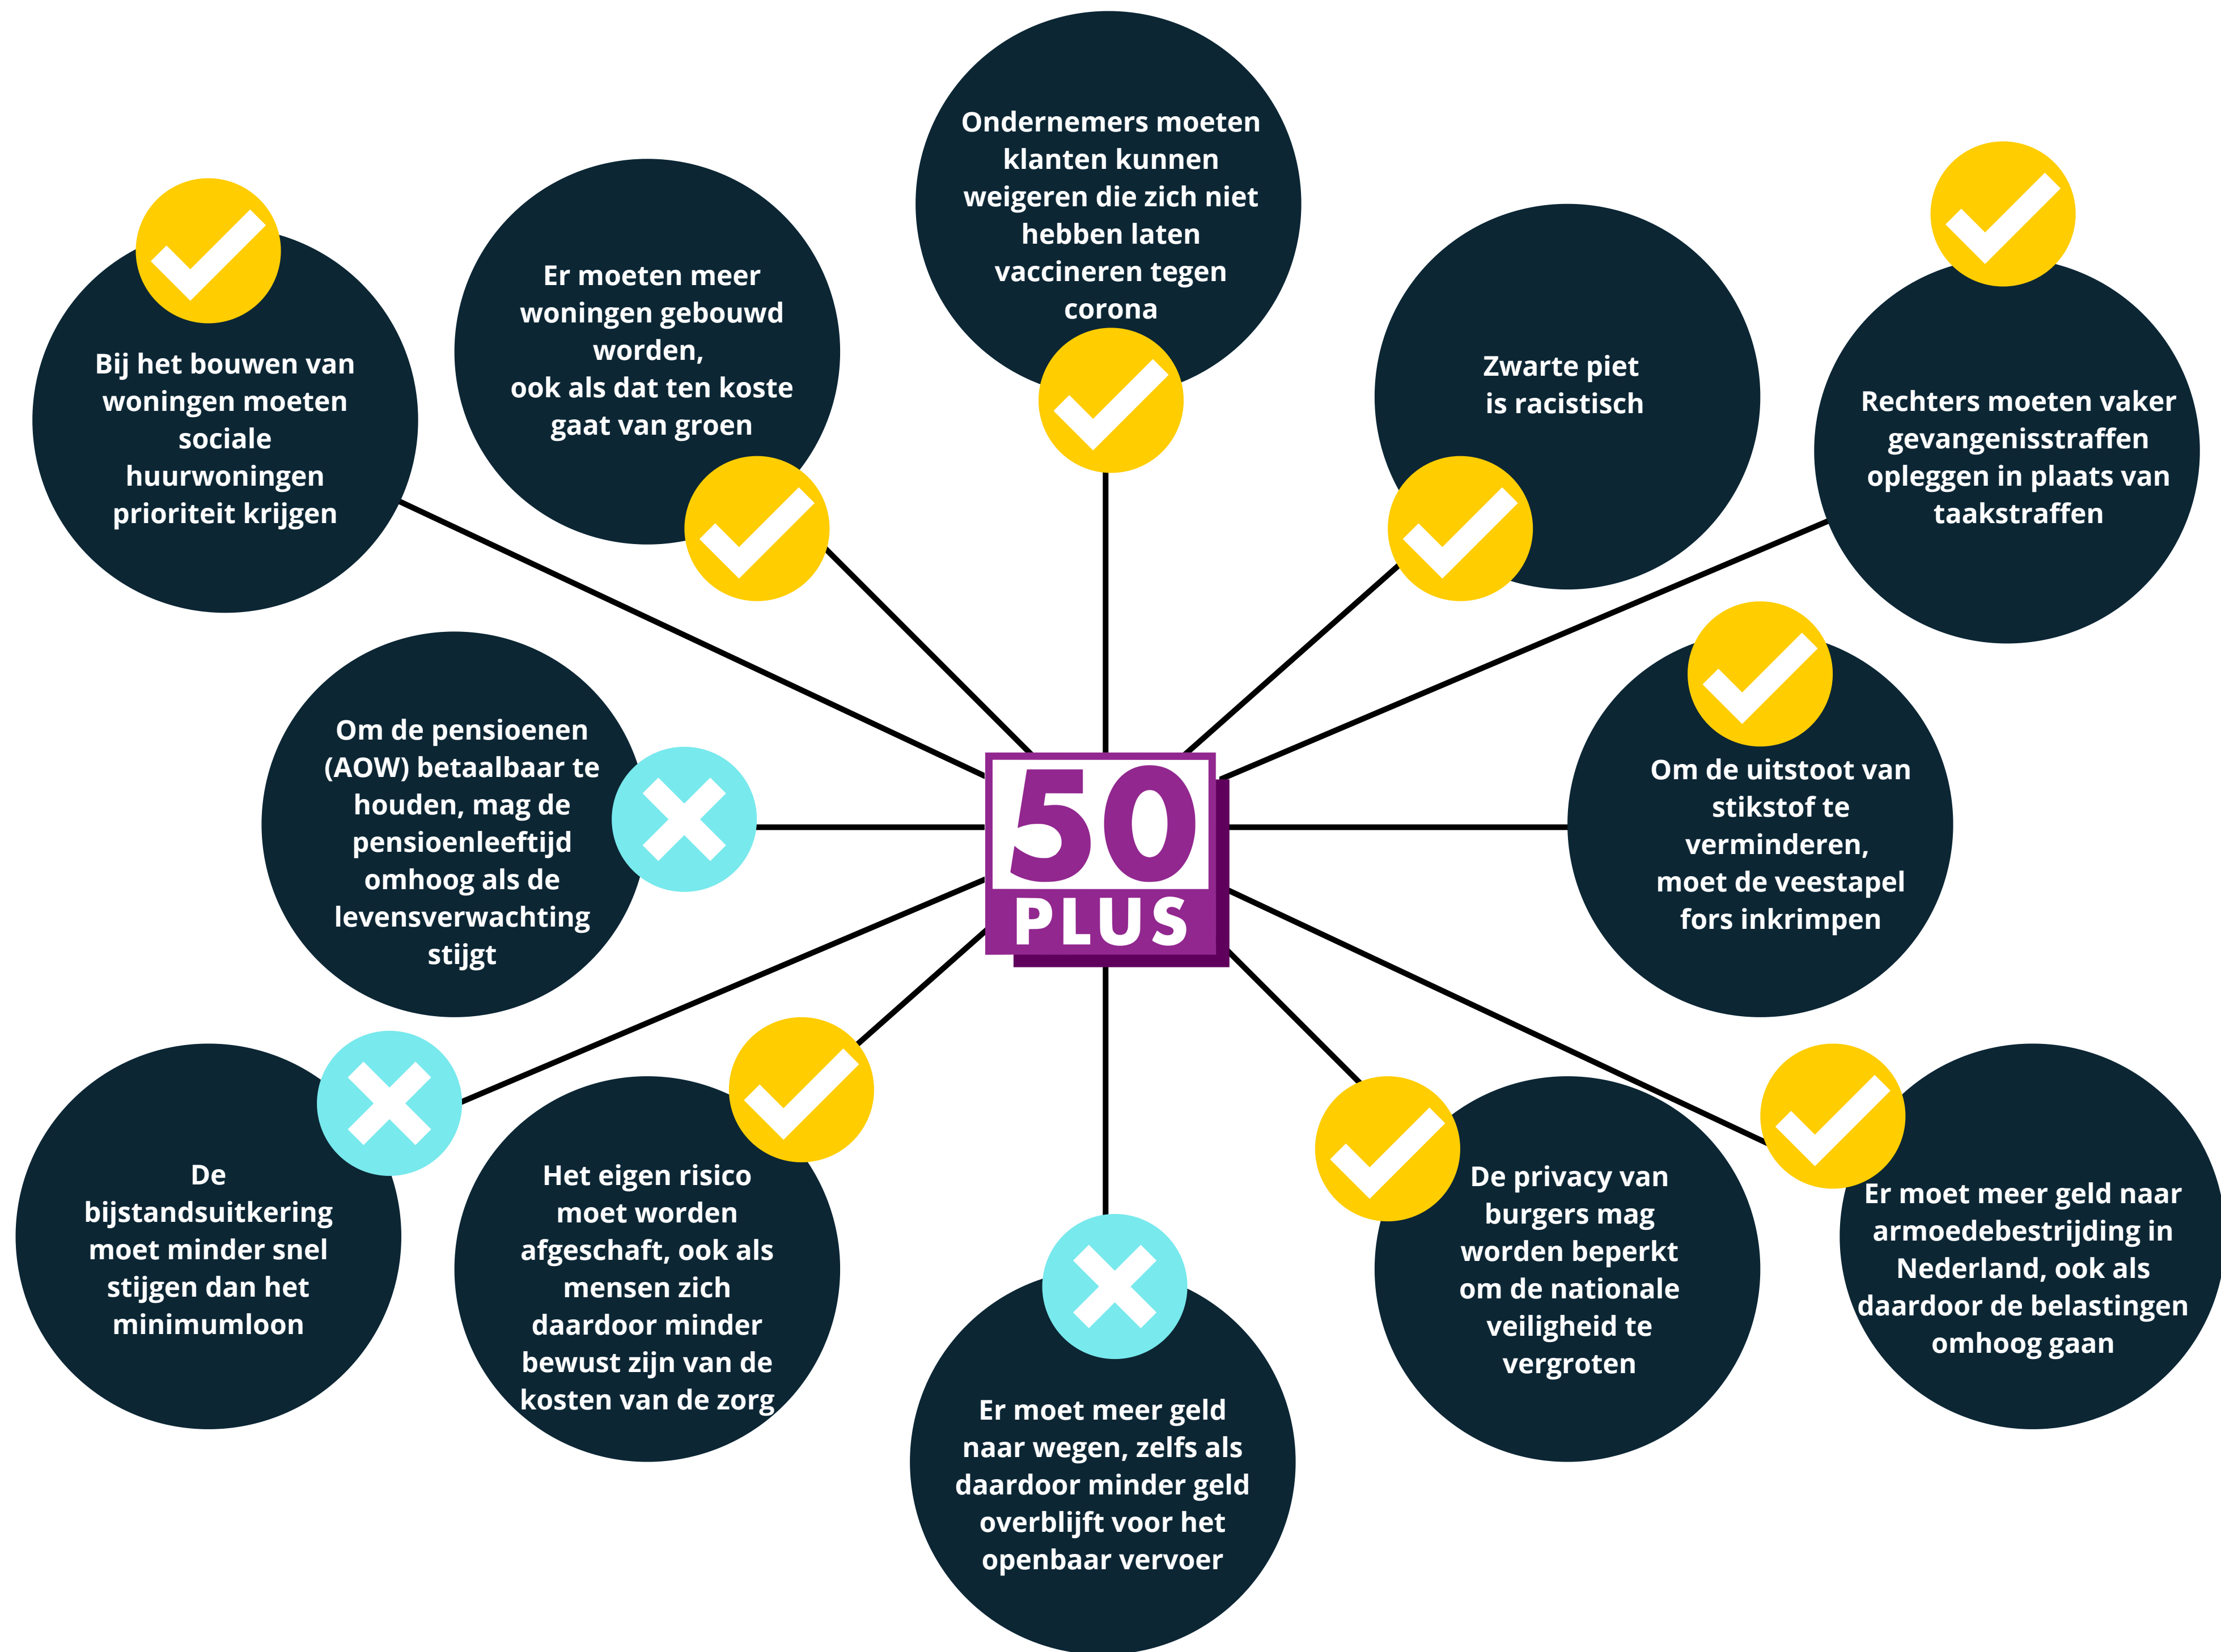 Ondernemers moeten
klanten kunnen
weigeren die zich niet
hebben laten
vaccineren tegen
corona
Bij het bouwen van
woningen moeten
sociale
huurwoningen
prioriteit krijgen
Er moeten meer
woningen gebouwd
worden,
ook als dat ten koste
gaat van groen
Zwarte piet
is racistisch
Rechters moeten vaker
gevangenisstraffen
opleggen in plaats van
taakstraffen
Om de pensioenen
(AOW) betaalbaar te
houden, mag de
pensioenleeftijd
omhoog als de
levensverwachting
stijgt
50
PLUS
Om de uitstoot van
stikstof te
verminderen,
moet de veestapel
fors inkrimpen
De
bijstandsuitkering
moet minder snel
stijgen dan het
minimumloon
Het eigen risico
moet worden
afgeschaft, ook als
mensen zich
daardoor minder
bewust zijn van de
kosten van de zorg
Er moet meer geld
naar wegen, zelfs als
daardoor minder geld
overblijft voor het
openbaar vervoer
De privacy van
burgers mag
worden beperkt
om de nationale
veiligheid te
vergroten
Er moet meer geld naar
armoedebestrijding in
Nederland, ook als
daardoor de belastingen
omhoog gaan